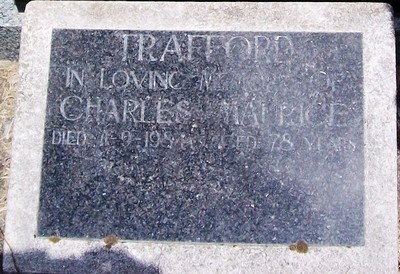 TRAFFORD
IN LOVING MEMORY OF
CHARLES MAURICE
DIED AGED 78 YEARS